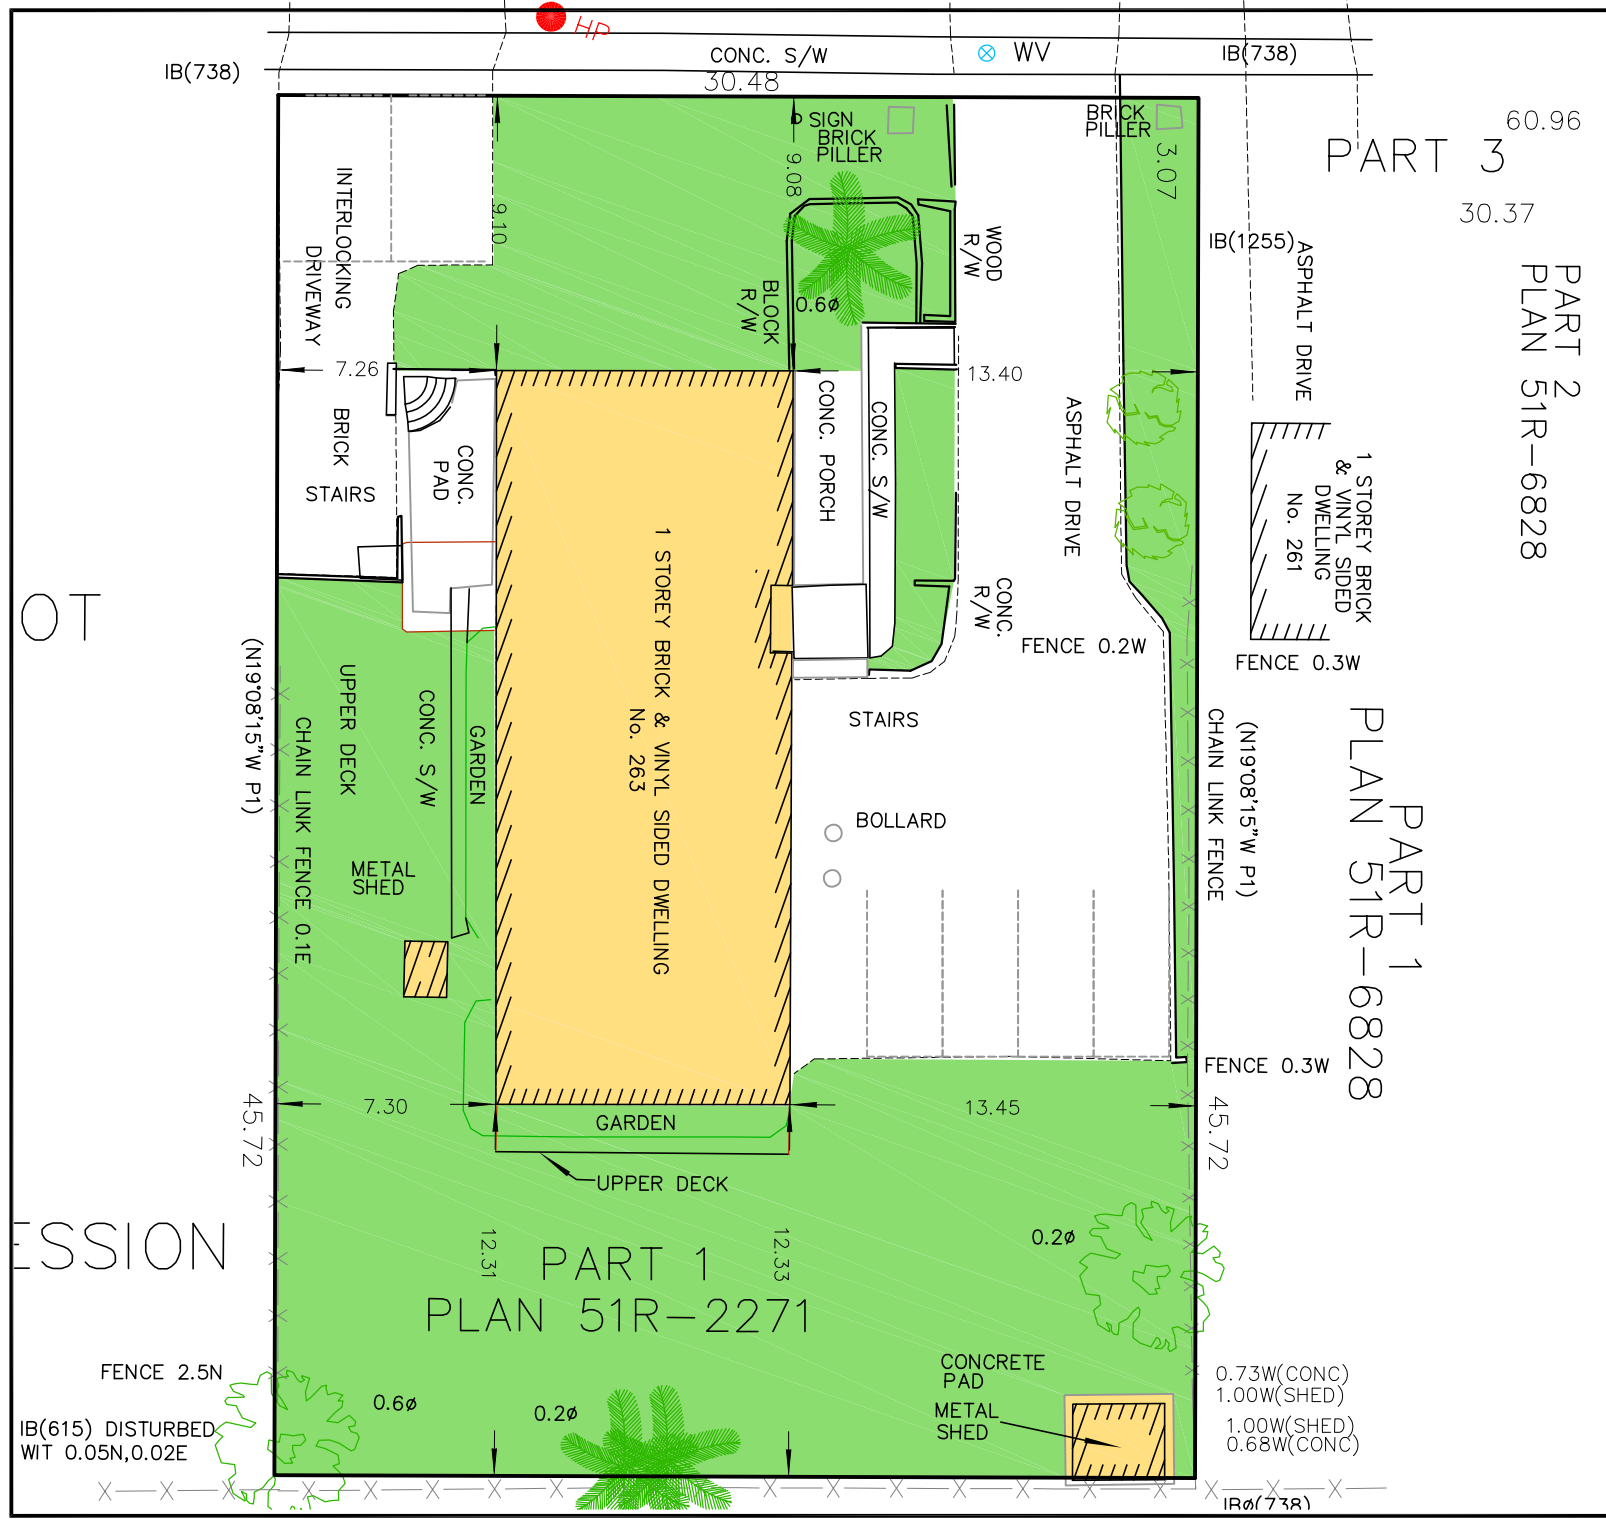 HP
CONC. S/W
WV
IB(738)
IB(738)
30.48
60.96
PART 3
30.37
SIGN
BRICK
PILLER
BRICK
PILLER
3.07
9.08
9.10
INTERLOCKING
DRIVEWAY
WOOD
R/W
BLOCK
R/W
0.6ø
IB(1255)
ASPHALT DRIVE
PART 2
PLAN 51R-6828
7.26
13.40
BRICK
STAIRS
CONC.
PAD
CONC. PORCH
CONC. S/W
ASPHALT DRIVE
1 STOREY BRICK
& VINYL SIDED
DWELLING
No. 261
1 STOREY BRICK & VINYL SIDED DWELLING
No. 263
CONC.
R/W
OT
FENCE 0.2W
FENCE 0.3W
(N19°08'15"W P1)
CHAIN LINK FENCE 0.1E
UPPER DECK
CONC. S/W
GARDEN
STAIRS
CHAIN LINK FENCE
(N19°08'15"W P1)
PART 1
PLAN 51R-6828
BOLLARD
METAL
SHED
FENCE 0.3W
45.72
7.30
GARDEN
13.45
45.72
UPPER DECK
ESSION
12.31
12.33
0.2ø
PART 1
PLAN 51R-2271
FENCE 2.5N
0.6ø
0.2ø
CONCRETE
PAD
METAL
SHED
0.73W(CONC)
1.00W(SHED)
1.00W(SHED)
0.68W(CONC)
IB(615) DISTURBED
WIT 0.05N,0.02E
IBø(738)